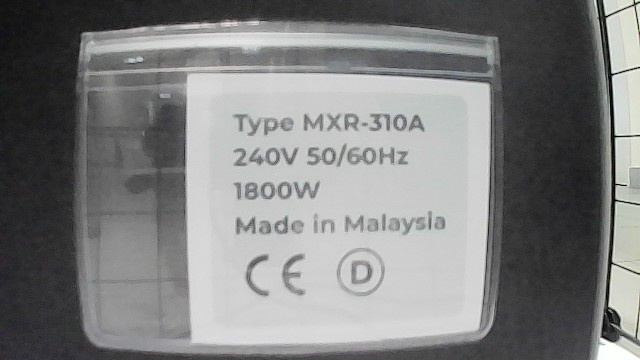 Type MXR-310A
240V 50/60Hz
1800W
Made in Malaysia
CE D